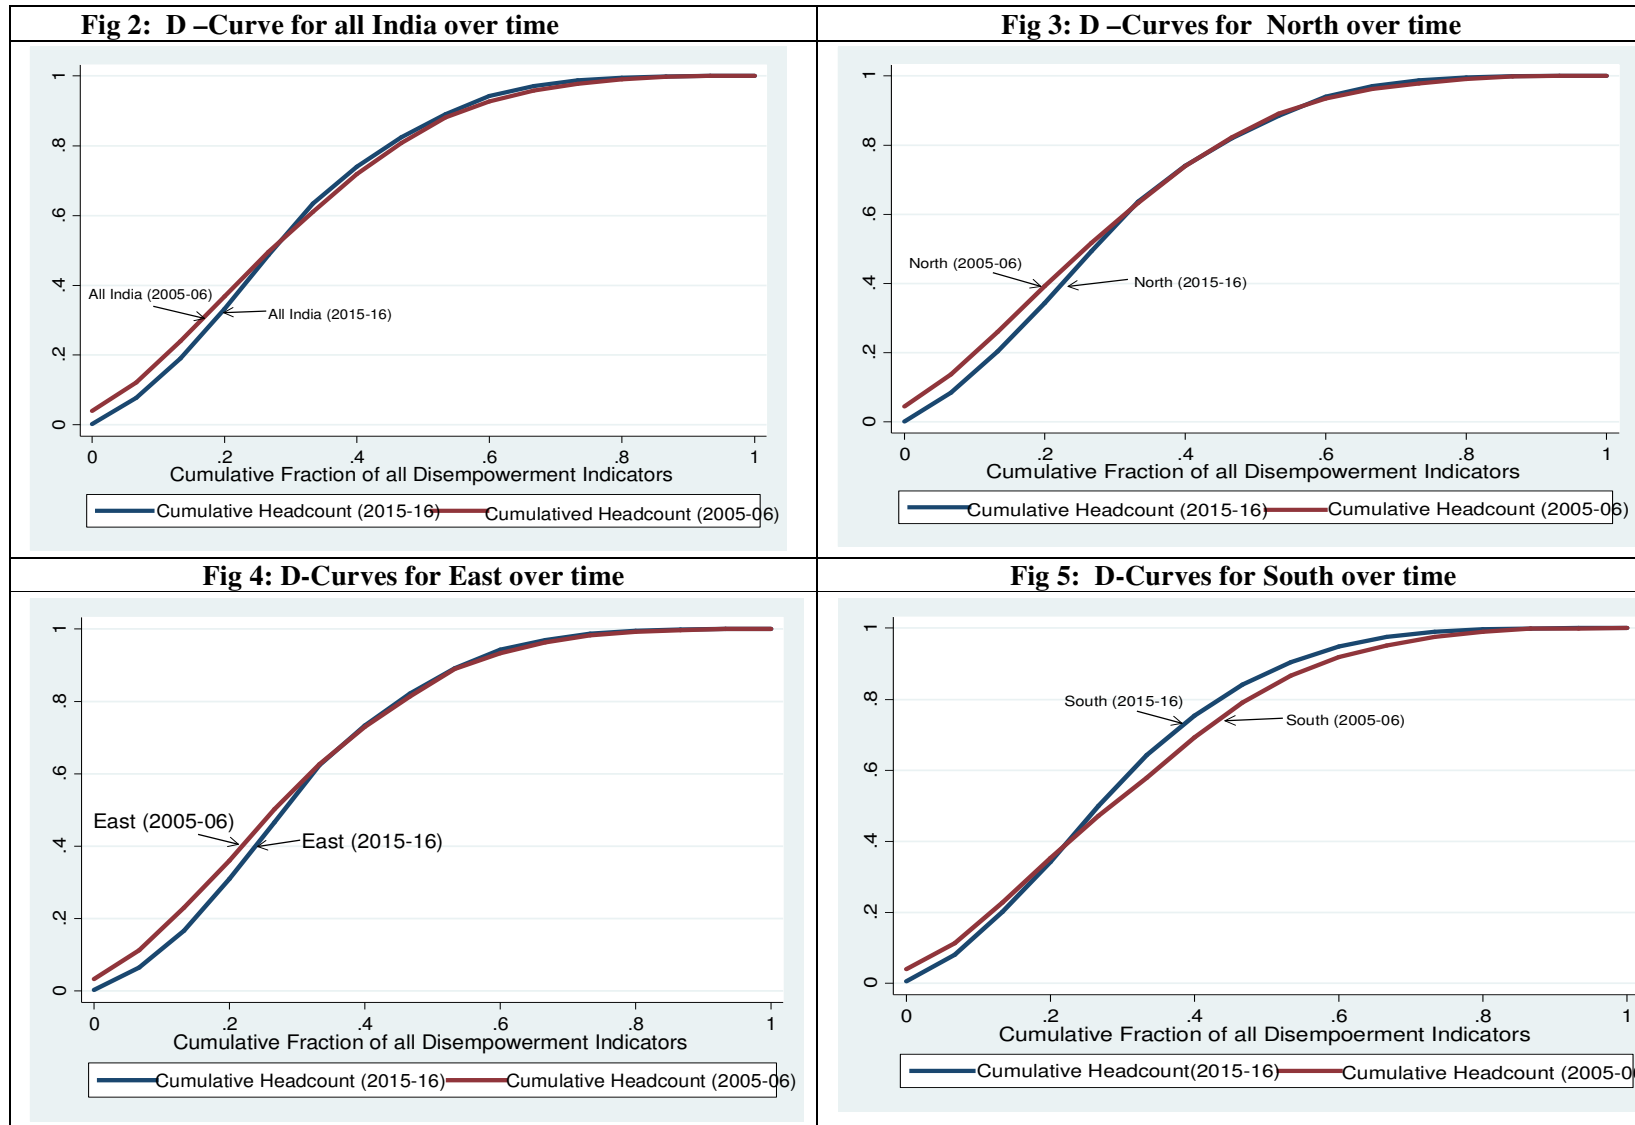 Fig 2: D –Curve for all India over time
1
.8
.6
.4
.2
0
All India (2005-06)
All India (2015-16)
0 .2 .4 .6 .8 1
Cumulative Fraction of all Disempowerment Indicators
Cumulative Headcount (2015-16) Cumulatived Headcount (2005-06)
Fig 3: D –Curves for North over time
1
.8
.6
.4
.2
0
North (2005-06)
North (2015-16)
0 .2 .4 .6 .8 1
Cumulative Fraction of all Disempowerment Indicators
Cumulative Headcount (2015-16) Cumulative Headcount (2005-06)
Fig 4: D-Curves for East over time
1
.8
.6
.4
.2
0
East (2005-06)
East (2015-16)
0 .2 .4 .6 .8 1
Cumulative Fraction of all Disempowerment Indicators
Cumulative Headcount (2015-16) Cumulative Headcount (2005-06)
Fig 5: D-Curves for South over time
1
.8
.6
.4
.2
0
South (2015-16)
South (2005-06)
0 .2 .4 .6 .8 1
Cumulative Fraction of all Disempoerment Indicators
Cumulative Headcount(2015-16) Cumulative Headcount (2005-0